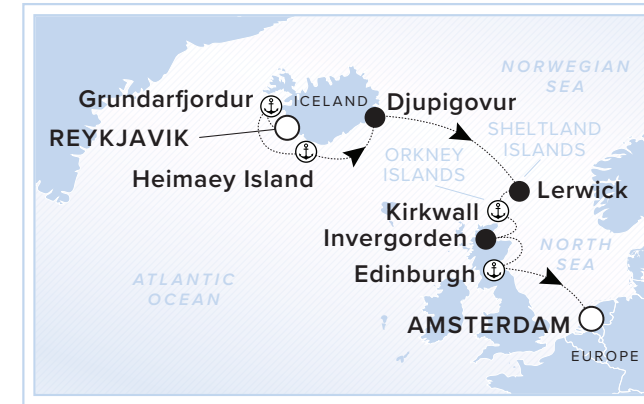 NORWEGIAN
SEA
Grundarfjordur
ICELAND
Djupigovur
REYKJAVIK
SHELTLAND
ISLANDS
ORKNEY
ISLANDS
Heimaey Island
Lerwick
Kirkwall
Invergorden
NORTH
SEA
Edinburgh
ATLANTIC
OCEAN
AMSTERDAM
EUROPE